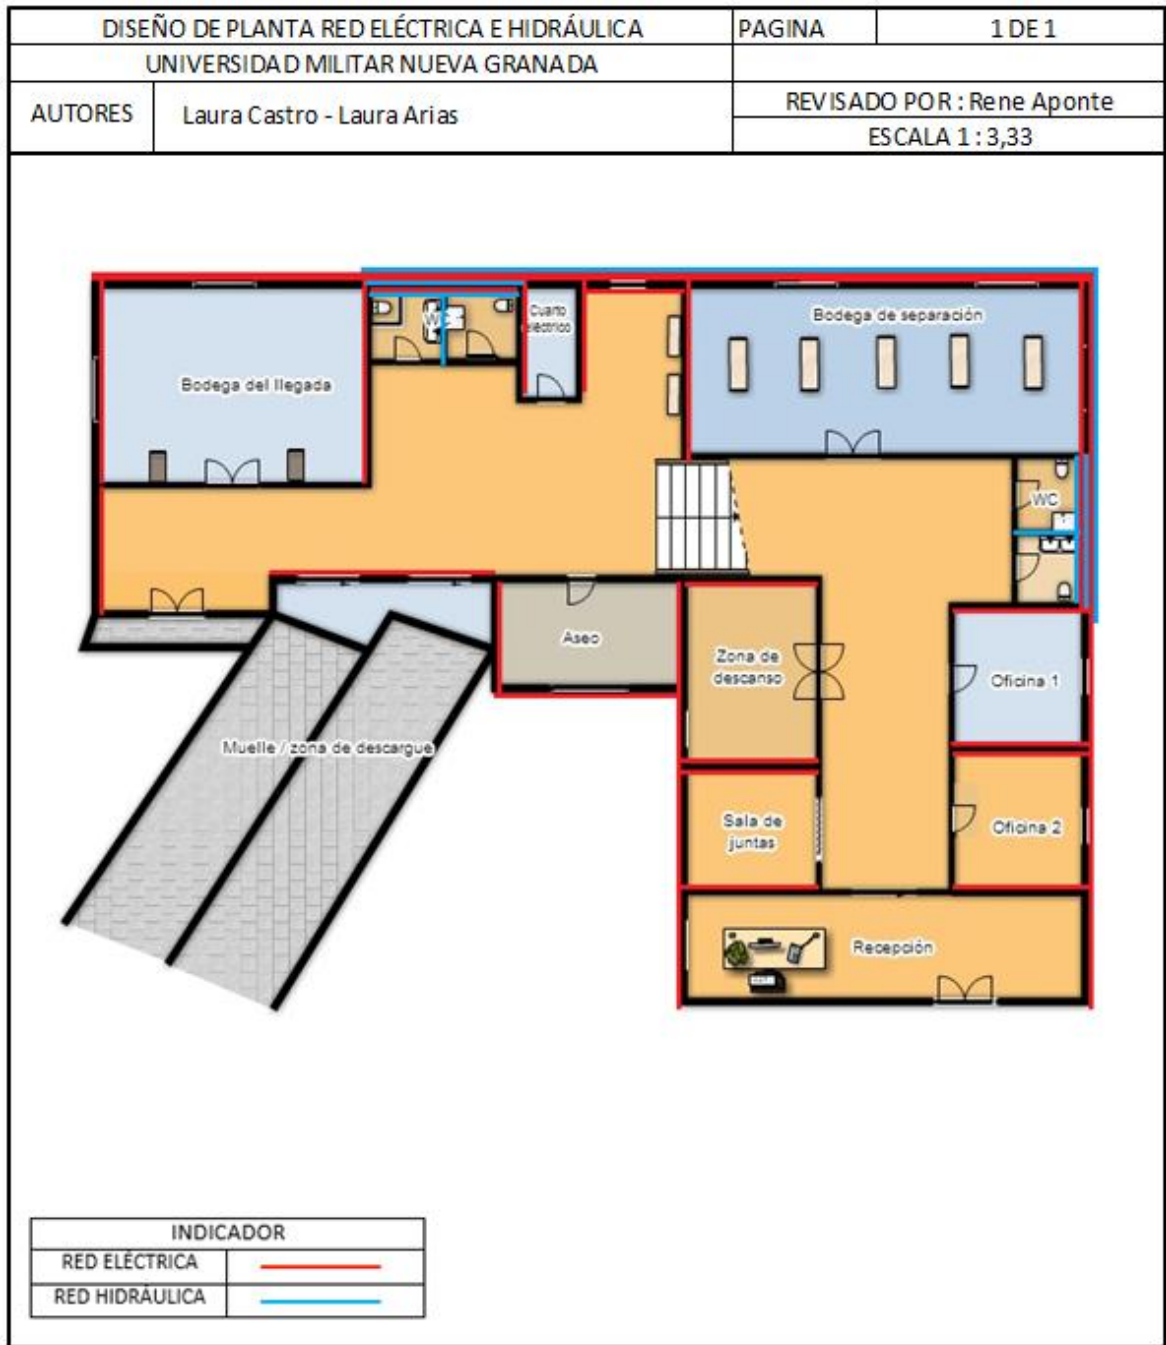 DISEÑO DE PLANTA RED ELÉCTRICA E HIDRÁULICA
PAGINA
1 DE 1
UNIVERSIDAD MILITAR NUEVA GRANADA
AUTORES
Laura Castro - Laura Arias
REVISADO POR : Rene Aponte
ESCALA 1 : 3,33
Cuarto
eléctrico
WC
Bodega de separación
Bodega del llegada
WC
Aseo
Zona de
descanso
Oficina 1
Muelle / zona de descargue
Sala de
juntas
Oficina 2
Recepción
INDICADOR
RED ELÉCTRICA
RED HIDRÁULICA